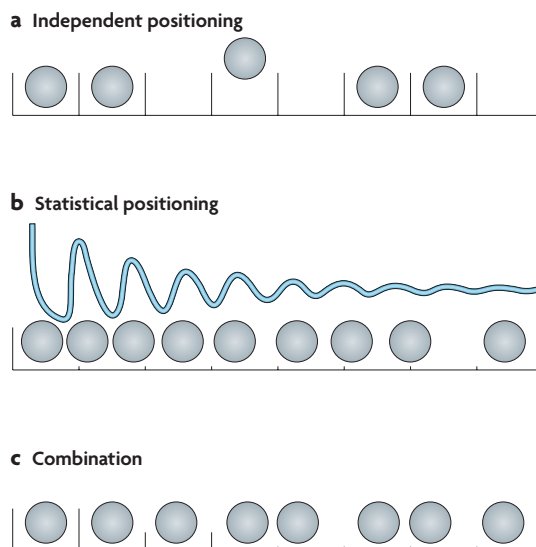 a Independent positioning
b Statistical positioning
c Combination